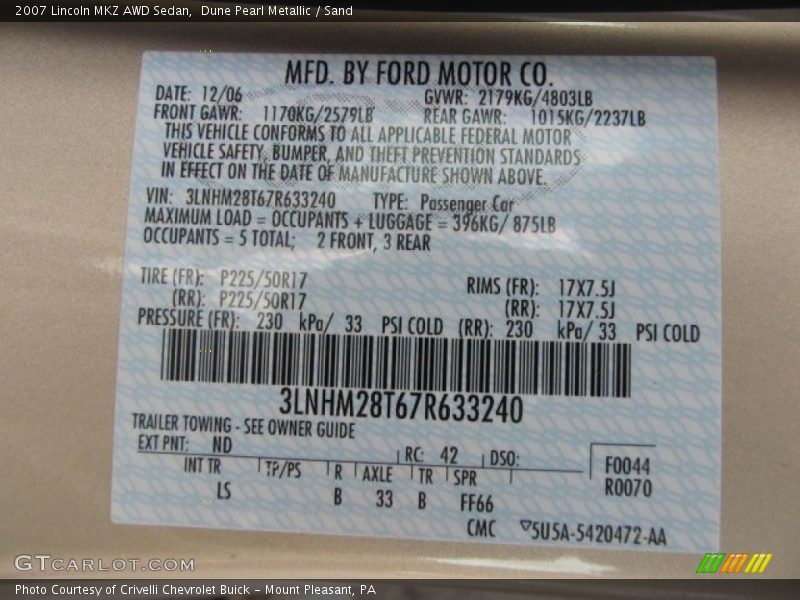 2007 Lincoln MKZ AWD Sedan, Dune Pearl Metallic / Sand
MFD. BY FORD MOTOR CO.
DATE: 12/06 GVWR: 2179KG/4803LB
FRONT GAWR: 1170KG/2579LB REAR GAWR: 1015KG/2237LB
THIS VEHICLE CONFORMS TO ALL APPLICABLE FEDERAL MOTOR
VEHICLE SAFETY, BUMPER, AND THEFT PREVENTION STANDARDS
IN EFFECT ON THE DATE OF MANUFACTURE SHOWN ABOVE.
VIN: 3LNHM28T67R633240 TYPE: Passenger Car
MAXIMUM LOAD = OCCUPANTS + LUGGAGE = 396KG/ 875LB
OCCUPANTS = 5 TOTAL; 2 FRONT, 3 REAR
TIRE (FR): P225/50R17 RIMS (FR): 17X7.5J
(RR): P225/50R17 (RR): 17X7.5J
PRESSURE (FR): 230 kPa/ 33 PSI COLD (RR): 230 kPa/ 33 PSI COLD
3LNHM28T67R633240
TRAILER TOWING - SEE OWNER GUIDE
EXT PNT: ND RC: 42 DSO: F0044
INT TR TP/PS R AXLE TR SPR R0070
LS B 33 B FF66
CMC 5U5A-5420472-AA
GTCARLOT.COM
Photo Courtesy of Crivelli Chevrolet Buick - Mount Pleasant, PA